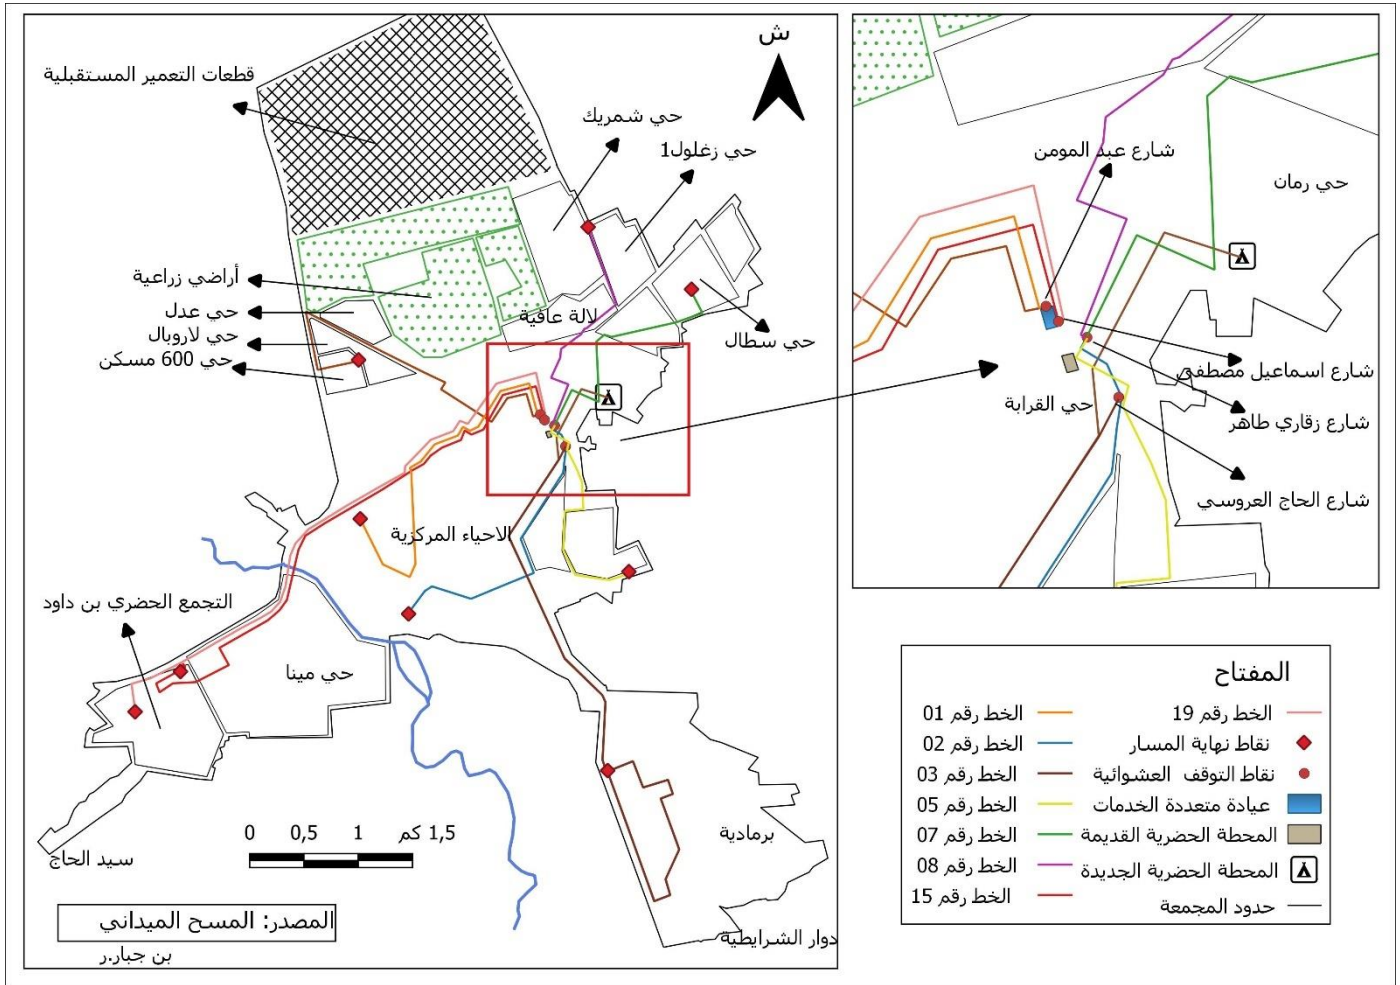 ش
قطعات التعمير المستقبلية
حي شمريك
حي زغلول1
أراضي زراعية
حي عدل
حي لاروبال
حي 600 مسكن
لالة عافية
حي سطال
الاحياء المركزية
التجمع الحضري بن داود
حي مينا
برمادية
سيد الحاج
دوار الشرايطية
0 0,5 1 1,5 كم
المصدر: المسح الميداني
بن جبار.ر
شارع عبد المومن
حي رمان
شارع اسماعيل مصطفى
حي القرابة
شارع زقاري طاهر
شارع الحاج العروسي
المفتاح
الخط رقم 19
نقاط نهاية المسار
نقاط التوقف العشوائية
عيادة متعددة الخدمات
المحطة الحضرية القديمة
المحطة الحضرية الجديدة
حدود المجمعة
الخط رقم 01
الخط رقم 02
الخط رقم 03
الخط رقم 05
الخط رقم 07
الخط رقم 08
الخط رقم 15